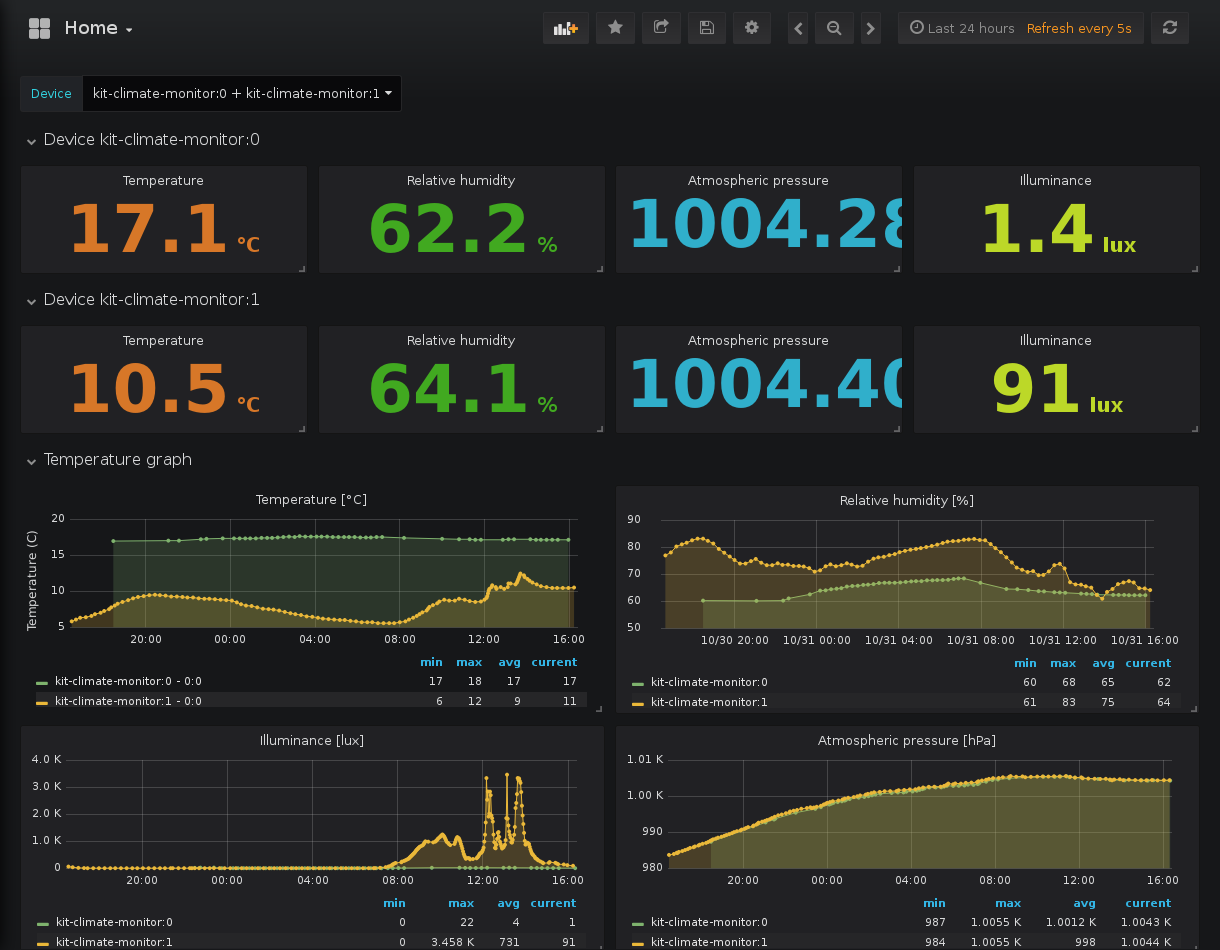 Home
Last 24 hours Refresh every 5s
Device kit-climate-monitor:0 + kit-climate-monitor:1
Device kit-climate-monitor:0
Temperature Relative humidity Atmospheric pressure Illuminance
17.1 °C 62.2 % 1004.28 1.4 lux
Device kit-climate-monitor:1
Temperature Relative humidity Atmospheric pressure Illuminance
10.5 °C 64.1 % 1004.40 91 lux
Temperature graph
Temperature [°C]
Temperature (C)
20
15
10
5
20:00 00:00 04:00 08:00 12:00 16:00
min max avg current
kit-climate-monitor:0 - 0:0 17 18 17 17
kit-climate-monitor:1 - 0:0 6 12 9 11
Relative humidity [%]
90
80
70
60
50
10/30 20:00 10/31 00:00 10/31 04:00 10/31 08:00 10/31 12:00 10/31 16:00
min max avg current
kit-climate-monitor:0 60 68 65 62
kit-climate-monitor:1 61 83 75 64
Illuminance [lux]
4.0 K
3.0 K
2.0 K
1.0 K
0
20:00 00:00 04:00 08:00 12:00 16:00
min max avg current
kit-climate-monitor:0 0 22 4 1
kit-climate-monitor:1 0 3.458 K 731 91
Atmospheric pressure [hPa]
1.01 K
1.00 K
990
980
20:00 00:00 04:00 08:00 12:00 16:00
min max avg current
kit-climate-monitor:0 987 1.0055 K 1.0012 K 1.0043 K
kit-climate-monitor:1 984 1.0055 K 998 1.0044 K